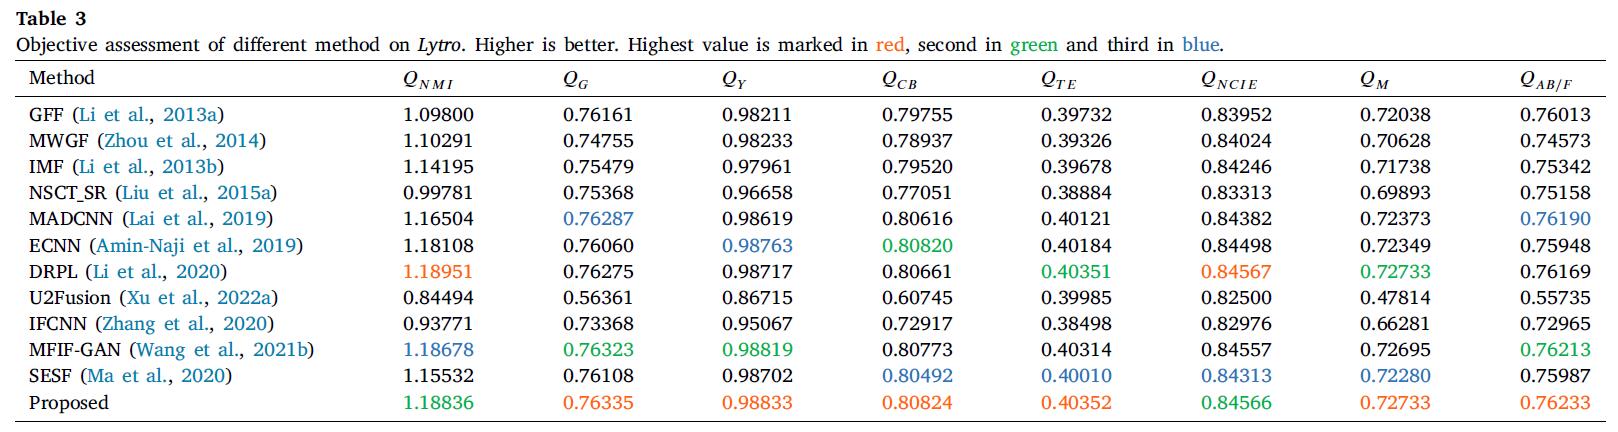 Table 3
Objective assessment of different method on Lytro. Higher is better. Highest value is marked in red, second in green and third in blue.
Method Q_NMI Q_G Q_Y Q_CB Q_TE Q_NCIE Q_M Q_AB/F
GFF (Li et al., 2013a) 1.09800 0.76161 0.98211 0.79755 0.39732 0.83952 0.72038 0.76013
MWGF (Zhou et al., 2014) 1.10291 0.74755 0.98233 0.78937 0.39326 0.84024 0.70628 0.74573
IMF (Li et al., 2013b) 1.14195 0.75479 0.97961 0.79520 0.39678 0.84246 0.71738 0.75342
NSCT_SR (Liu et al., 2015a) 0.99781 0.75368 0.96658 0.77051 0.38884 0.83313 0.69893 0.75158
MADCNN (Lai et al., 2019) 1.16504 0.76287 0.98619 0.80616 0.40121 0.84382 0.72373 0.76190
ECNN (Amin-Naji et al., 2019) 1.18108 0.76060 0.98763 0.80820 0.40184 0.84498 0.72349 0.75948
DRPL (Li et al., 2020) 1.18951 0.76275 0.98717 0.80661 0.40351 0.84567 0.72733 0.76169
U2Fusion (Xu et al., 2022a) 0.84494 0.56361 0.86715 0.60745 0.39985 0.82500 0.47814 0.55735
IFCNN (Zhang et al., 2020) 0.93771 0.73368 0.95067 0.72917 0.38498 0.82976 0.66281 0.72965
MFIF-GAN (Wang et al., 2021b) 1.18678 0.76323 0.98819 0.80773 0.40314 0.84557 0.72695 0.76213
SESF (Ma et al., 2020) 1.15532 0.76108 0.98702 0.80492 0.40010 0.84313 0.72280 0.75987
Proposed 1.18836 0.76335 0.98833 0.80824 0.40352 0.84566 0.72733 0.76233